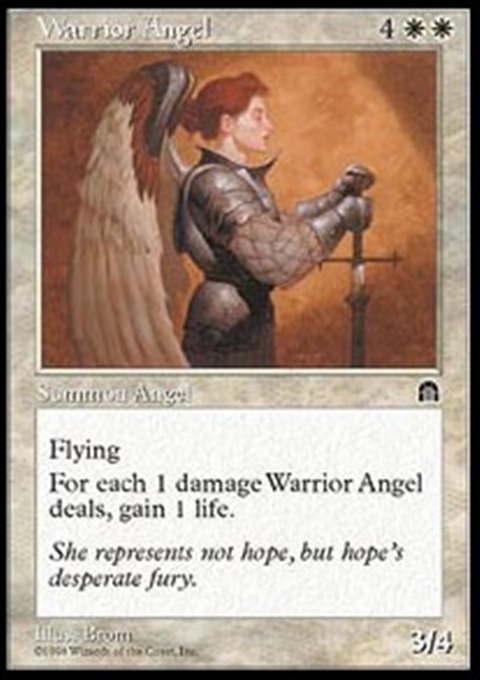 Warrior Angel 4
Summon Angel
Flying
For each 1 damage Warrior Angel
deals, gain 1 life.
She represents not hope, but hope's
desperate fury.
Illus. Brom
©1998 Wizards of the Coast, Inc.
3/4